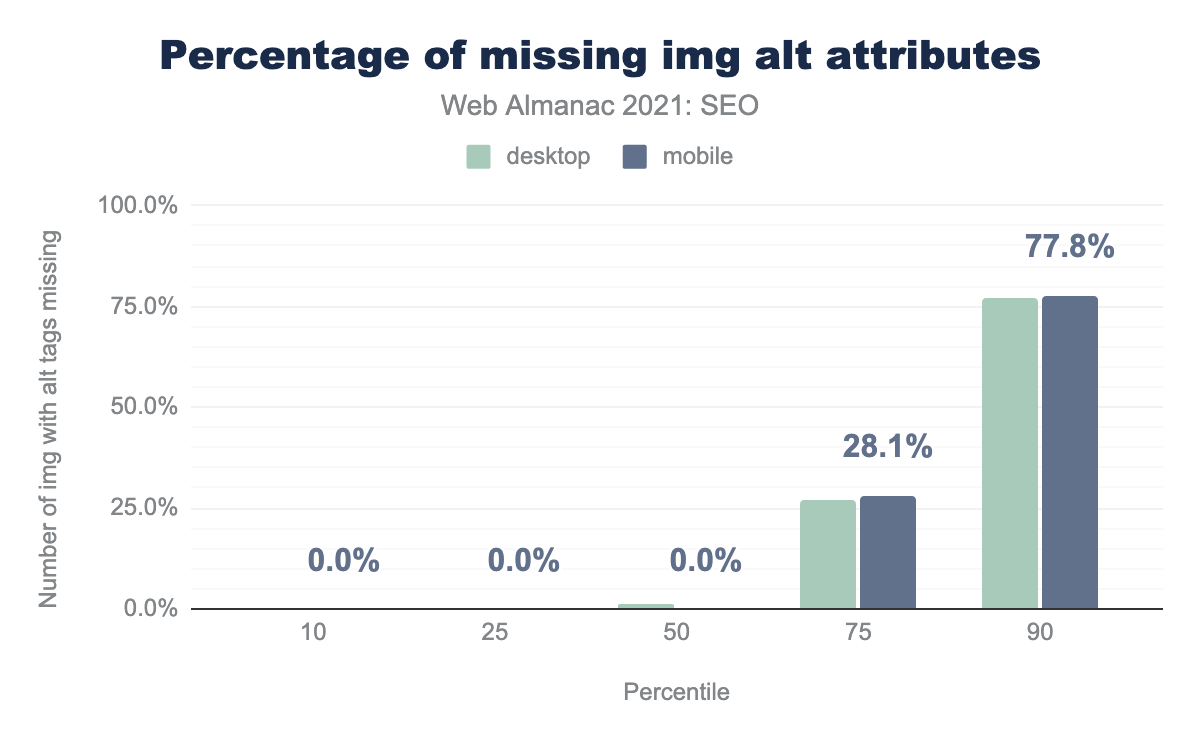 Percentage of missing img alt attributes
Web Almanac 2021: SEO
desktop
mobile
Number of img with alt tags missing
100.0%
75.0%
50.0%
25.0%
0.0%
0.0%
0.0%
0.0%
28.1%
77.8%
10
25
50
75
90
Percentile